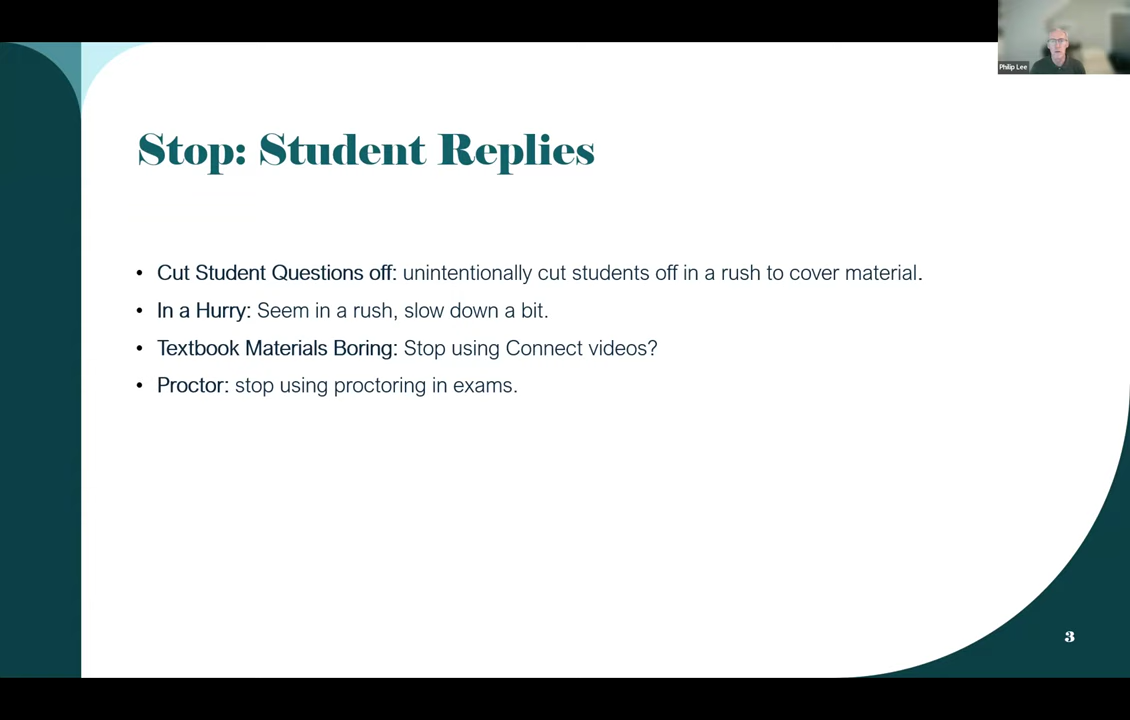 Philip Lee
Stop: Student Replies
• Cut Student Questions off: unintentionally cut students off in a rush to cover material.
• In a Hurry: Seem in a rush, slow down a bit.
• Textbook Materials Boring: Stop using Connect videos?
• Proctor: stop using proctoring in exams.
3